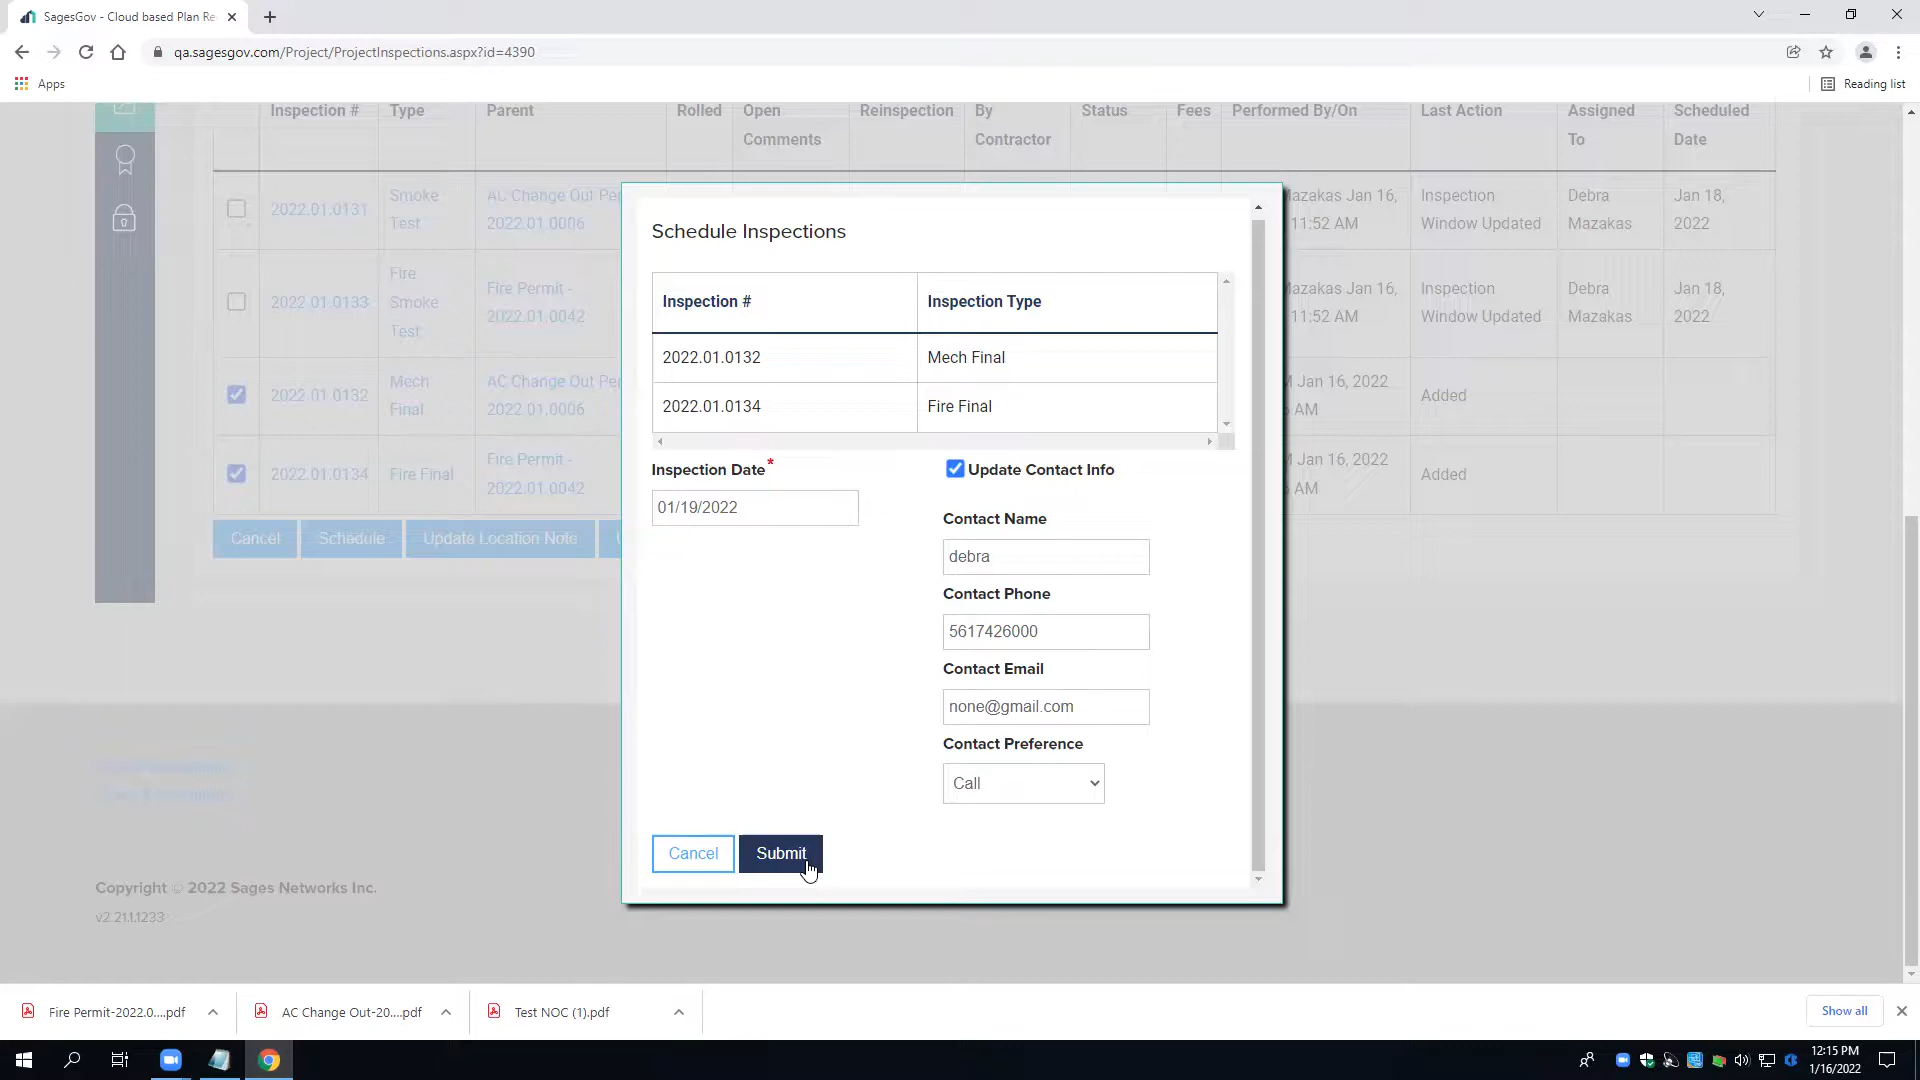 SagesGov - Cloud based Plan Re
qa.sagesgov.com/Project/ProjectInspections.aspx?id=4390
Apps
Reading list
Inspection # Type Parent Rolled Open Comments Reinspection By Contractor Status Fees Performed By/On Last Action Assigned To Scheduled Date
2022.01.0131 Smoke Test AC Change Out Per 2022.01.0006 Mazakas Jan 16, 11:52 AM Inspection Window Updated Debra Mazakas Jan 18, 2022
2022.01.0133 Fire Smoke Test Fire Permit - 2022.01.0042 Mazakas Jan 16, 11:52 AM Inspection Window Updated Debra Mazakas Jan 18, 2022
2022.01.0132 Mech Final AC Change Out Per 2022.01.0006 M Jan 16, 2022 AM Added
2022.01.0134 Fire Final Fire Permit - 2022.01.0042 M Jan 16, 2022 AM Added
Cancel Schedule Update Location Note
Schedule Inspections
Inspection # Inspection Type
2022.01.0132 Mech Final
2022.01.0134 Fire Final
Inspection Date*
01/19/2022
Update Contact Info
Contact Name
debra
Contact Phone
5617426000
Contact Email
none@gmail.com
Contact Preference
Call
Cancel Submit
Copyright © 2022 Sages Networks Inc.
v2.21.1.1233
Fire Permit-2022.0....pdf
AC Change Out-20....pdf
Test NOC (1).pdf
Show all
12:15 PM
1/16/2022